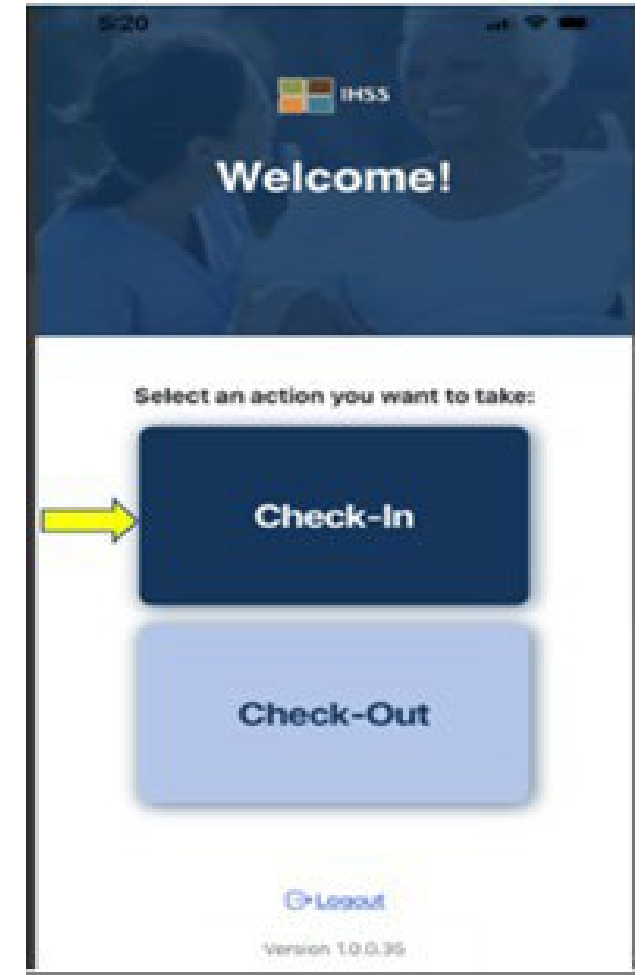 5:20
IHSS
Welcome!
Select an action you want to take:
Check-In
Check-Out
Logout
Version 1.0.0.35